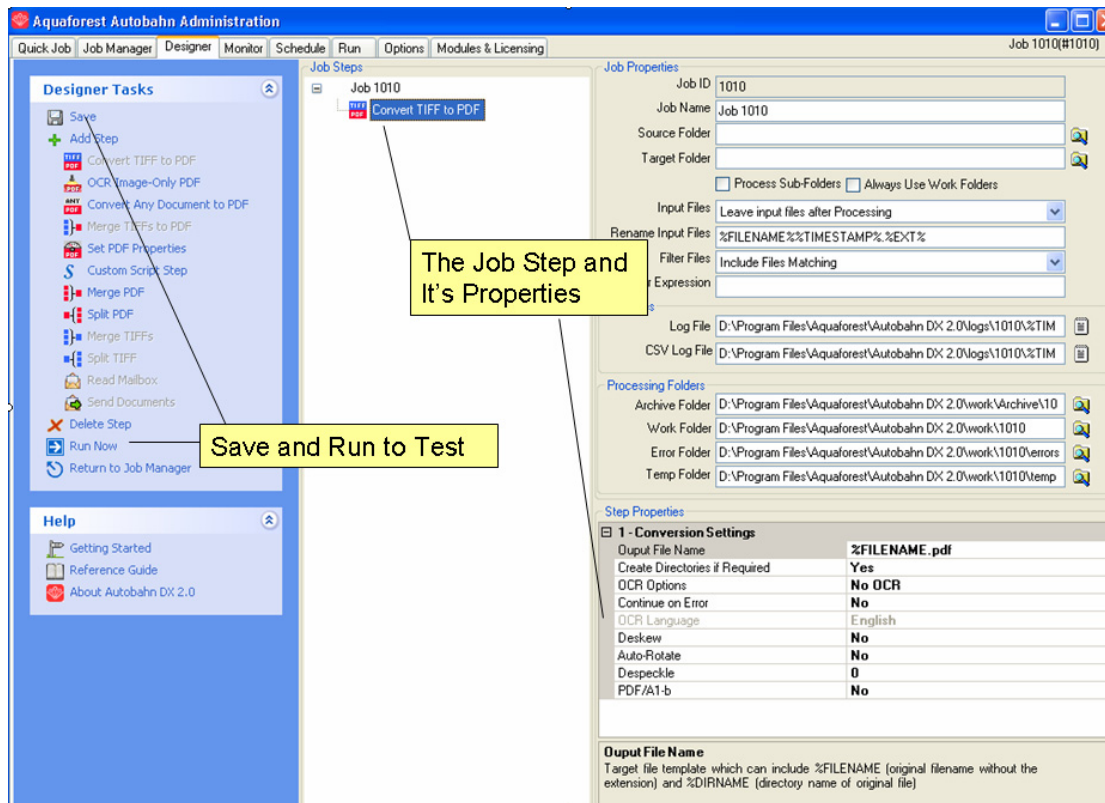 Aquaforest Autobahn Administration
Quick Job Job Manager Designer Monitor Schedule Run Options Modules & Licensing Job 1010(#1010)
Designer Tasks
Save
Add Step
Convert TIFF to PDF
OCR Image-Only PDF
Convert Any Document to PDF
Merge TIFFs to PDF
Set PDF Properties
Custom Script Step
Merge PDF
Split PDF
Merge TIFFs
Split TIFF
Read Mailbox
Send Documents
Delete Step
Run Now
Return to Job Manager
Help
Getting Started
Reference Guide
About Autobahn DX 2.0
Job Steps
Job 1010
Convert TIFF to PDF
The Job Step and
It's Properties
Save and Run to Test
Job Properties
Job ID 1010
Job Name Job 1010
Source Folder
Target Folder
Process Sub-Folders Always Use Work Folders
Input Files Leave input files after Processing
Rename Input Files %FILENAME%%TIMESTAMP%.%EXT%
Filter Files Include Files Matching
Expression
Log File D:\Program Files\Aquaforest\Autobahn DX 2.0\logs\1010\%TIM
CSV Log File D:\Program Files\Aquaforest\Autobahn DX 2.0\logs\1010\%TIM
Processing Folders
Archive Folder D:\Program Files\Aquaforest\Autobahn DX 2.0\work\Archive\10
Work Folder D:\Program Files\Aquaforest\Autobahn DX 2.0\work\1010
Error Folder D:\Program Files\Aquaforest\Autobahn DX 2.0\work\1010\errors
Temp Folder D:\Program Files\Aquaforest\Autobahn DX 2.0\work\1010\temp
Step Properties
1 - Conversion Settings
Ouput File Name %FILENAME.pdf
Create Directories if Required Yes
OCR Options No OCR
Continue on Error No
OCR Language English
Deskew No
Auto-Rotate No
Despeckle 0
PDF/A1-b No
Ouput File Name
Target file template which can include %FILENAME (original filename without the
extension) and %DIRNAME (directory name of original file)